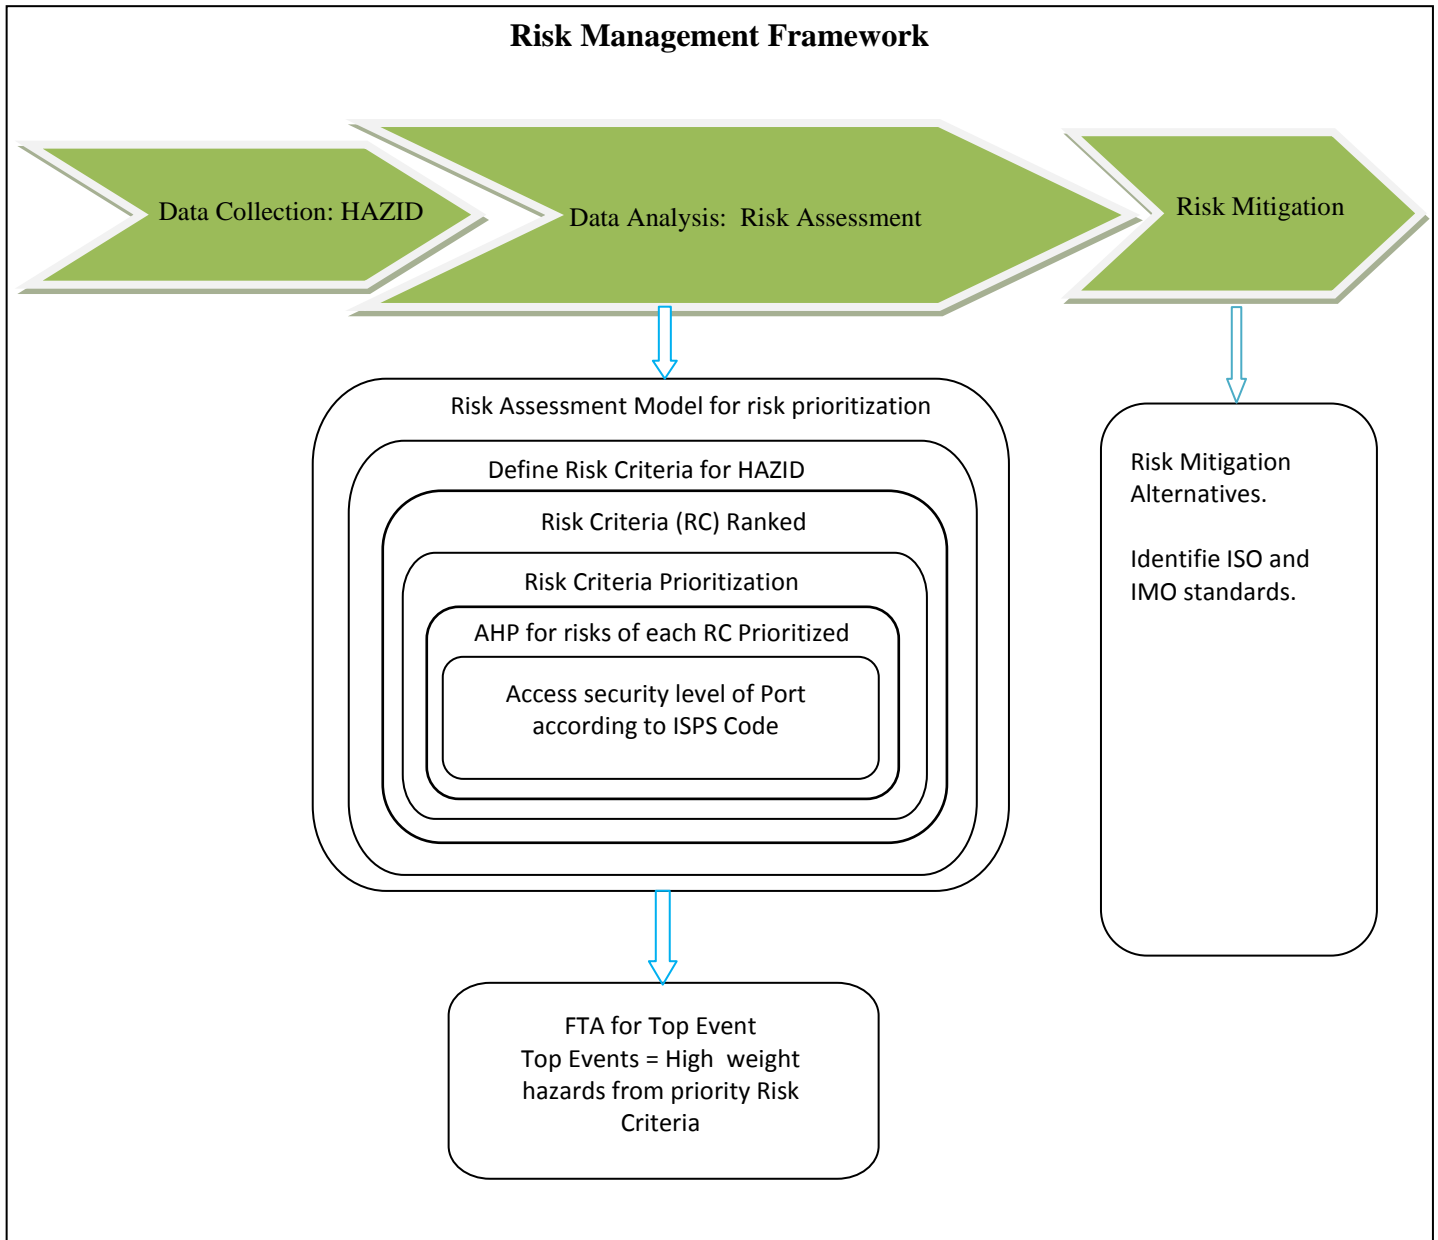 Risk Management Framework
Data Collection: HAZID
Data Analysis:  Risk Assessment
Risk Mitigation
Risk Assessment Model for risk prioritization
Define Risk Criteria for HAZID
Risk Criteria (RC) Ranked
Risk Criteria Prioritization
AHP for risks of each RC Prioritized
Access security level of Port
according to ISPS Code
FTA for Top Event
Top Events = High  weight
hazards from priority Risk
Criteria
Risk Mitigation
Alternatives.
Identifie ISO and
IMO standards.